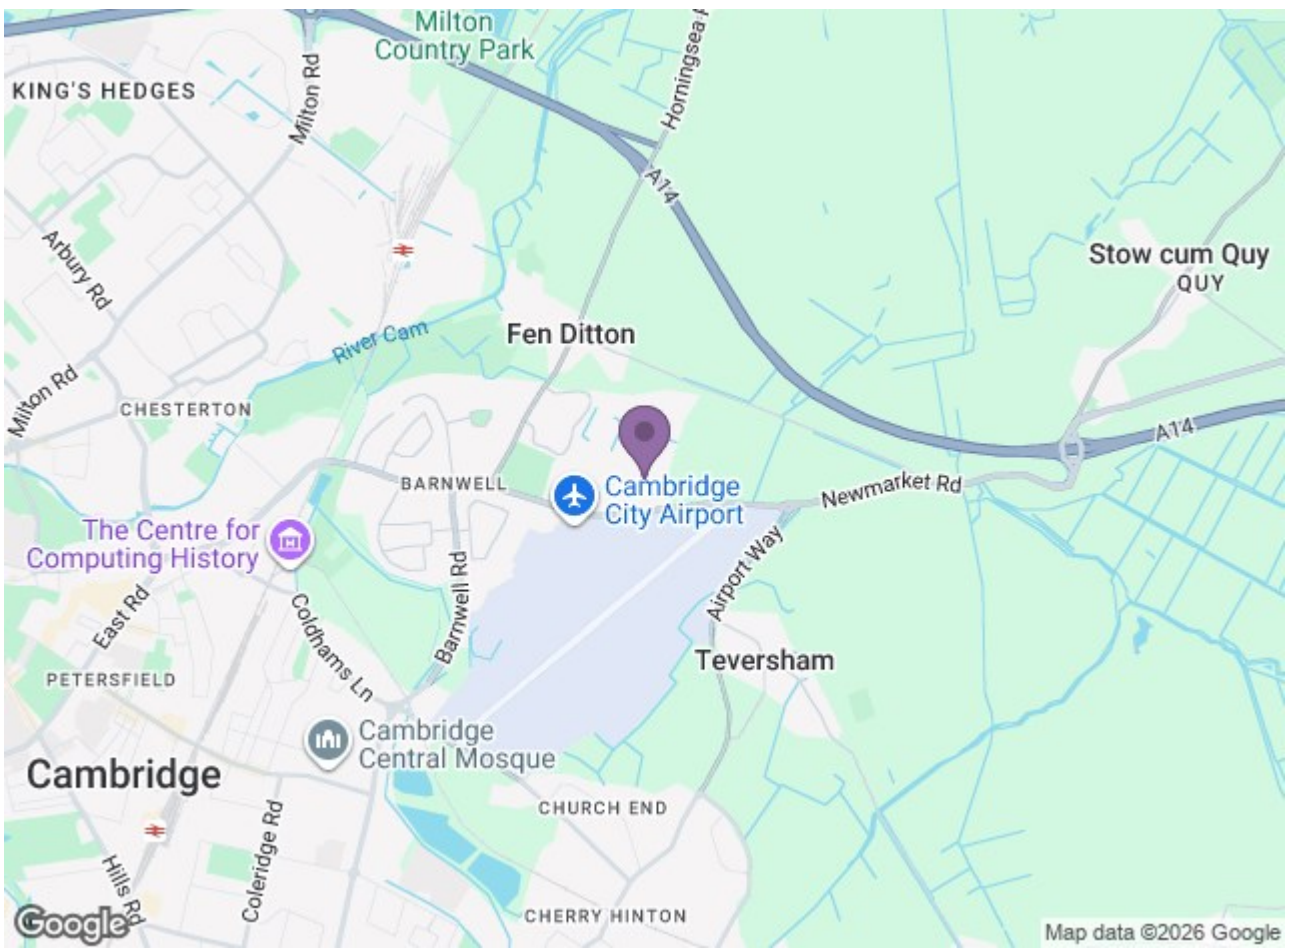 Milton
Country Park
KING'S HEDGES
Milton Rd
Horningsea
A14
Arbury Rd
Stow cum Quy
QUY
River Cam
Fen Ditton
Milton Rd
CHESTERTON
A14
BARNWELL
Cambridge
City Airport
Newmarket Rd
The Centre for
Computing History
Airport Way
East Rd
Coldhams Ln
Barnwell Rd
Teversham
PETERSFIELD
Cambridge
Central Mosque
Cambridge
CHURCH END
Coleridge Rd
Hills Rd
CHERRY HINTON
Google
Map data ©2026 Google